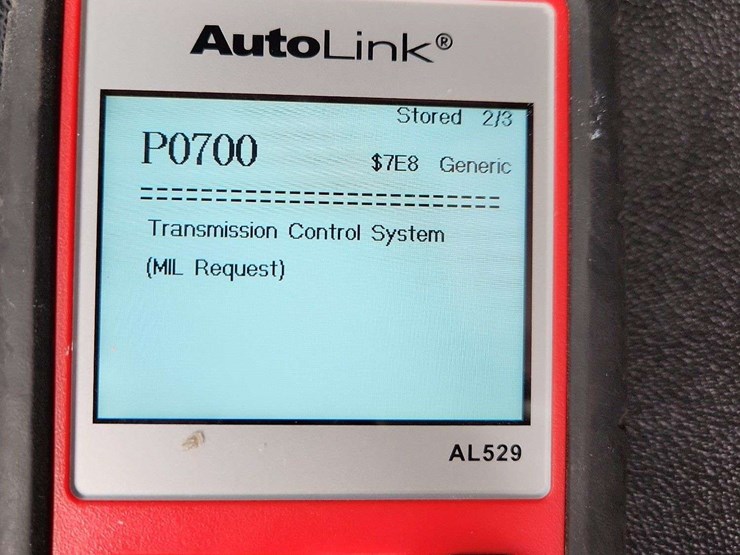 AutoLink®
Stored 2/3
P0700
$7E8 Generic
================================
Transmission Control System
(MIL Request)
AL529